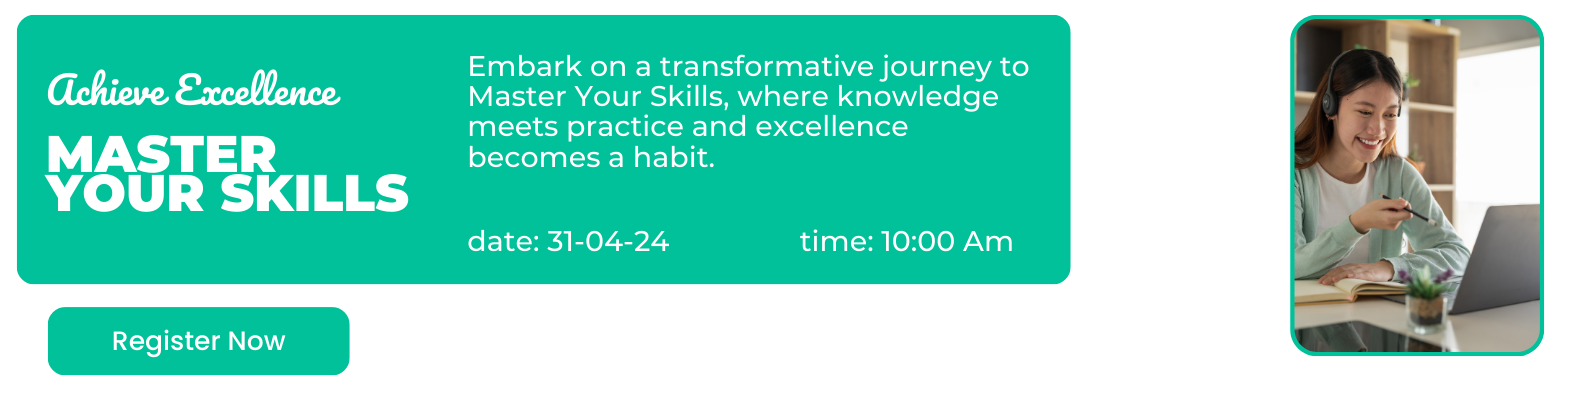 Achieve Excellence
MASTER
YOUR SKILLS
Embark on a transformative journey to
Master Your Skills, where knowledge
meets practice and excellence
becomes a habit.
date: 31-04-24
time: 10:00 Am
Register Now